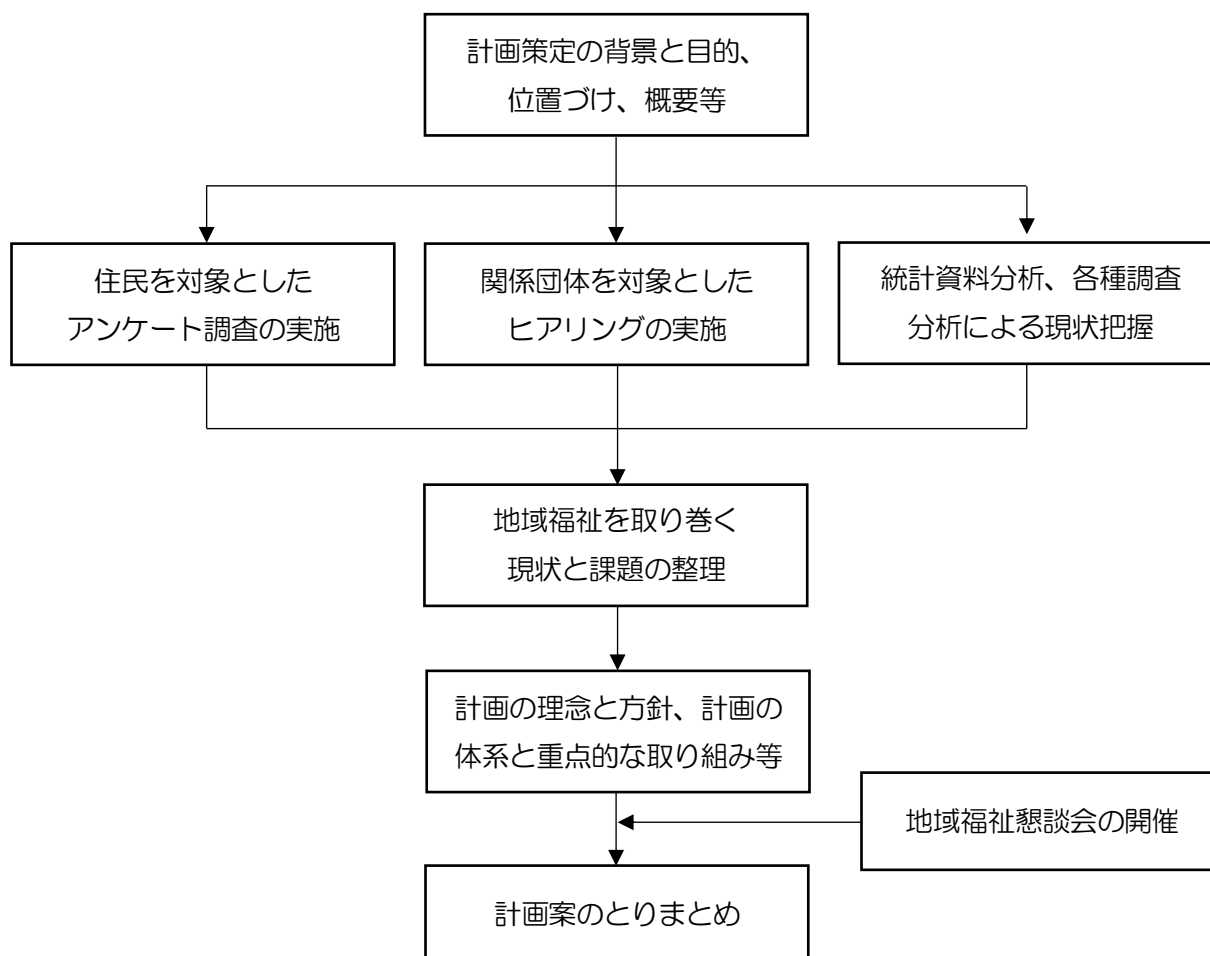 計画策定の背景と目的、
位置づけ、概要等
住民を対象とした
アンケート調査の実施
関係団体を対象とした
ヒアリングの実施
統計資料分析、各種調査
分析による現状把握
地域福祉を取り巻く
現状と課題の整理
計画の理念と方針、計画の
体系と重点的な取り組み等
地域福祉懇談会の開催
計画案のとりまとめ